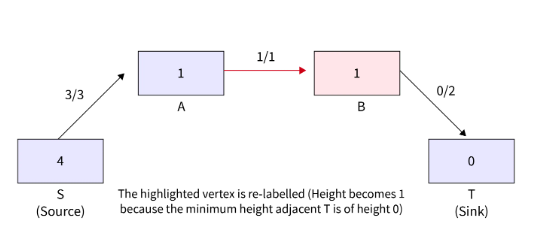 1/1
1
1
0/2
3/3
A
B
4
0
S
(Source)
The highlighted vertex is re-labelled (Height becomes 1
because the minimum height adjacent T is of height 0)
T
(Sink)